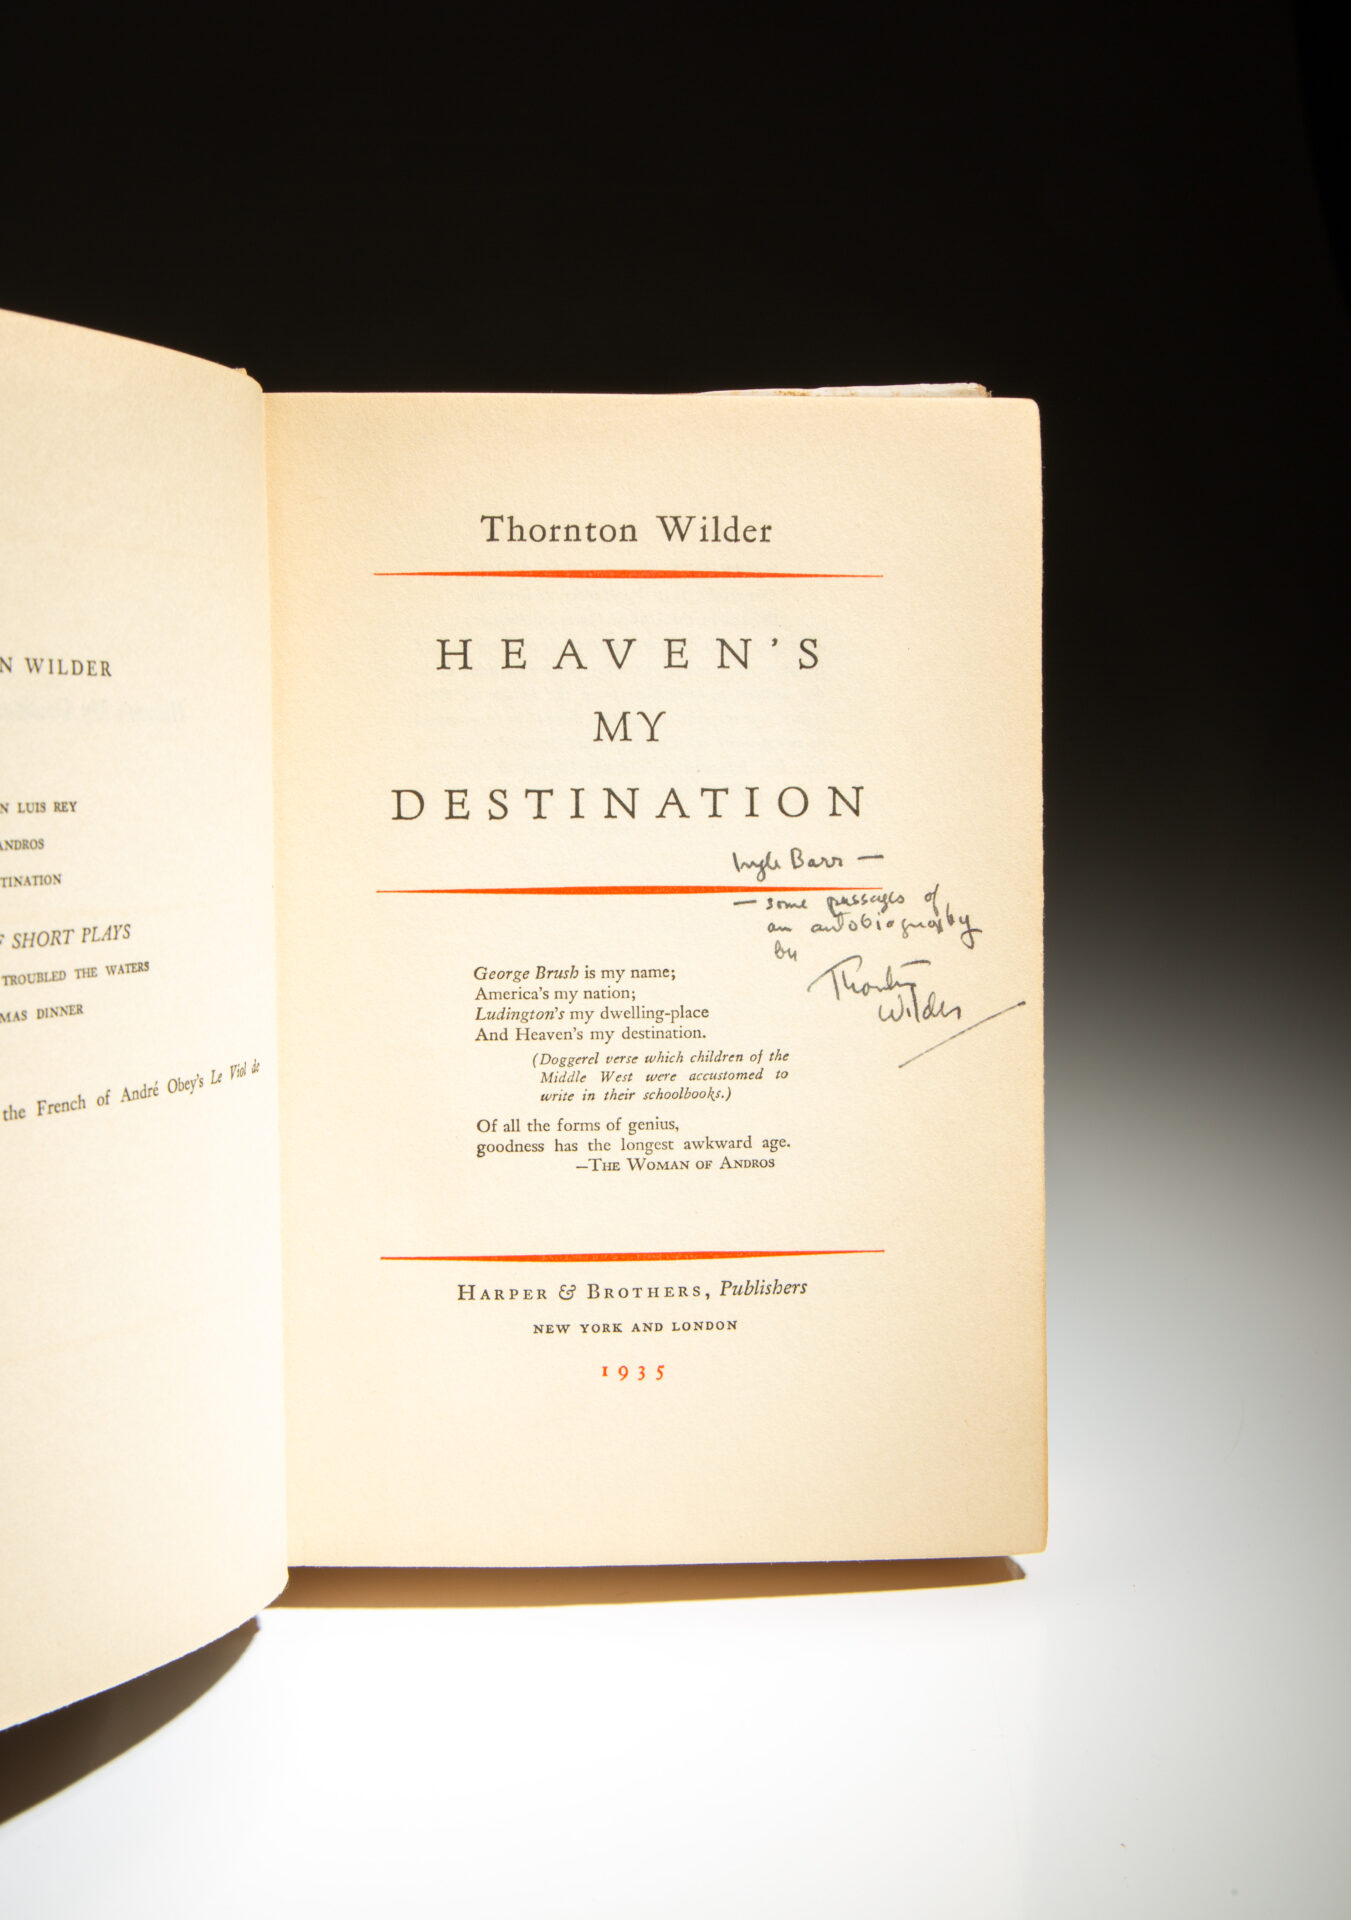 N WILDER
N LUIS REY
ANDROS
TINATION
F SHORT PLAYS
TROUBLED THE WATERS
MAS DINNER
the French of André Obey's Le Viol de
Thornton Wilder
HEAVEN'S
MY
DESTINATION
Ingle Barr —
— some passages of
an autobiography
by
Thornton
Wilder
George Brush is my name;
America's my nation;
Ludington's my dwelling-place
And Heaven's my destination.
(Doggerel verse which children of the
Middle West were accustomed to
write in their schoolbooks.)
Of all the forms of genius,
goodness has the longest awkward age.
—THE WOMAN OF ANDROS
HARPER & BROTHERS, Publishers
NEW YORK AND LONDON
1935